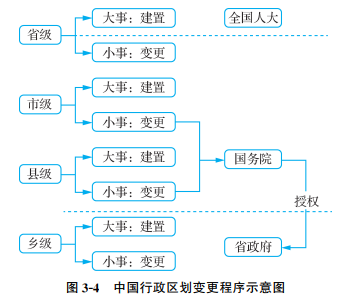 省级
大事：建置
全国人大
小事：变更
市级
大事：建置
小事：变更
县级
大事：建置
国务院
小事：变更
授权
乡级
大事：建置
省政府
小事：变更
图 3-4 中国行政区划变更程序示意图